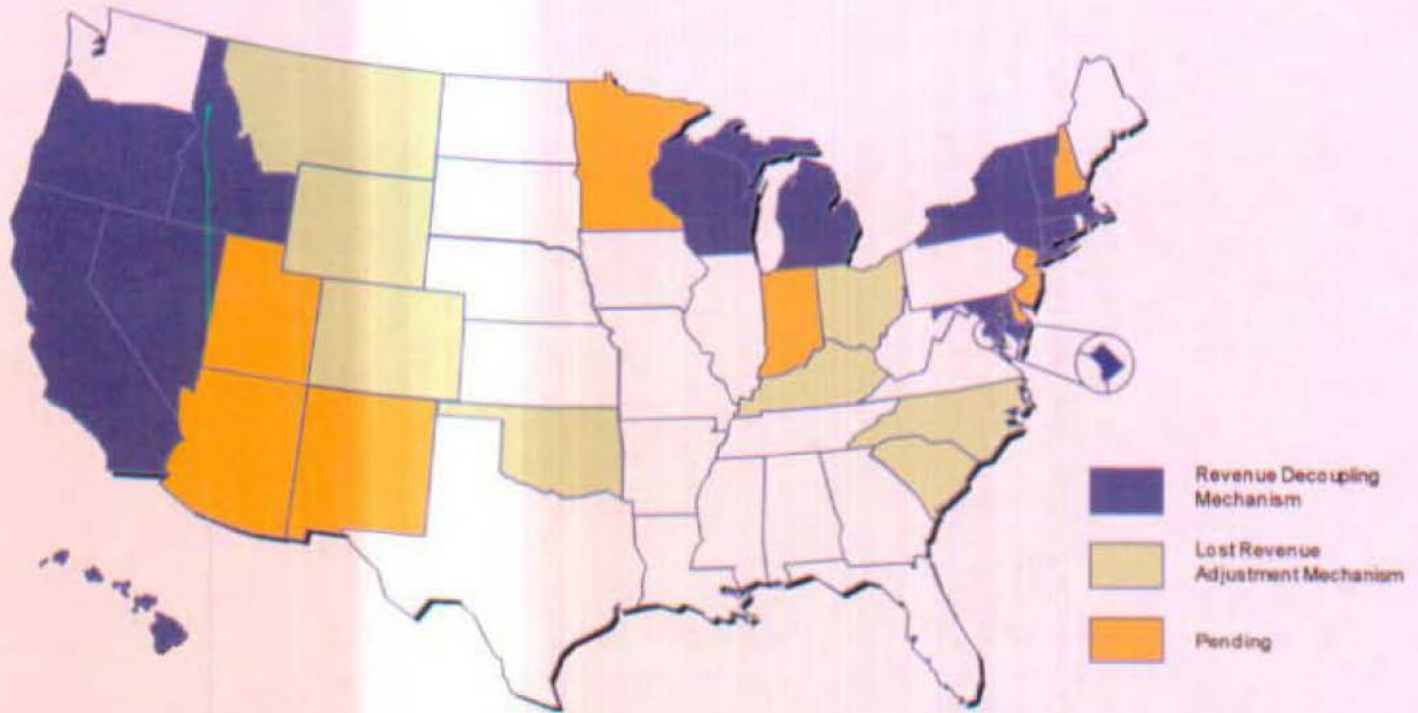 Revenue Decoupling
Mechanism
Lost Revenue
Adjustment Mechanism
Pending